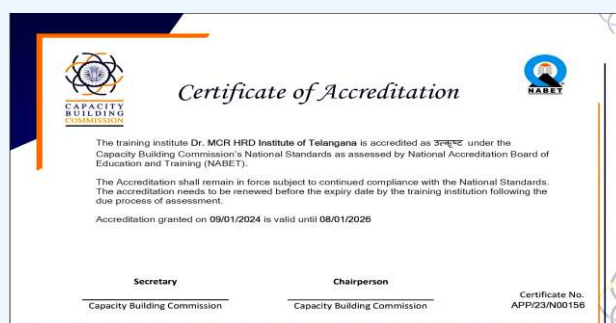 CAPACITY
BUILDING
COMMISSION
Certificate of Accreditation
NABET
The training institute Dr. MCR HRD Institute of Telangana is accredited as उत्कृष्ट under the
Capacity Building Commission's National Standards as assessed by National Accreditation Board of
Education and Training (NABET).
The Accreditation shall remain in force subject to continued compliance with the National Standards.
The accreditation needs to be renewed before the expiry date by the training institution following the
due process of assessment.
Accreditation granted on 09/01/2024 is valid until 08/01/2026
Secretary
Capacity Building Commission
Chairperson
Capacity Building Commission
Certificate No.
APP/23/N00156